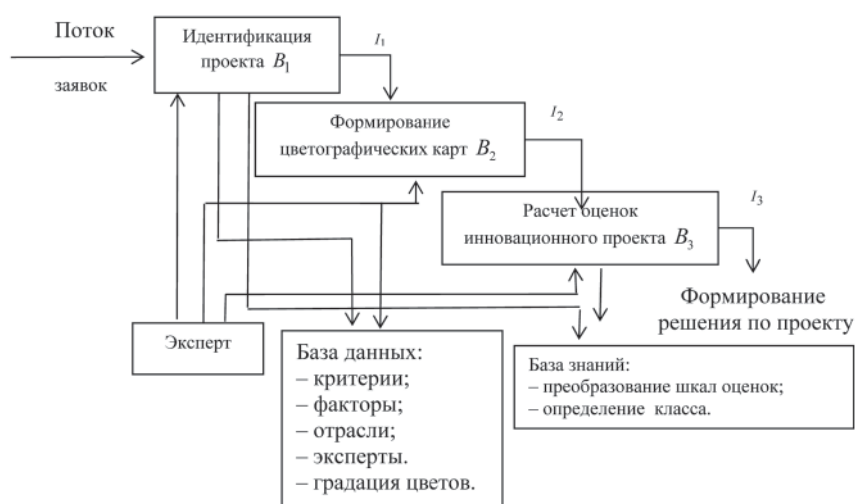 Поток
заявок
Идентификация
проекта B₁
I₁
Формирование
цветографических карт B₂
I₂
Расчет оценок
инновационного проекта B₃
I₃
Формирование
решения по проекту
Эксперт
База данных:
– критерии;
– факторы;
– отрасли;
– эксперты.
– градация цветов.
База знаний:
– преобразование шкал оценок;
– определение класса.